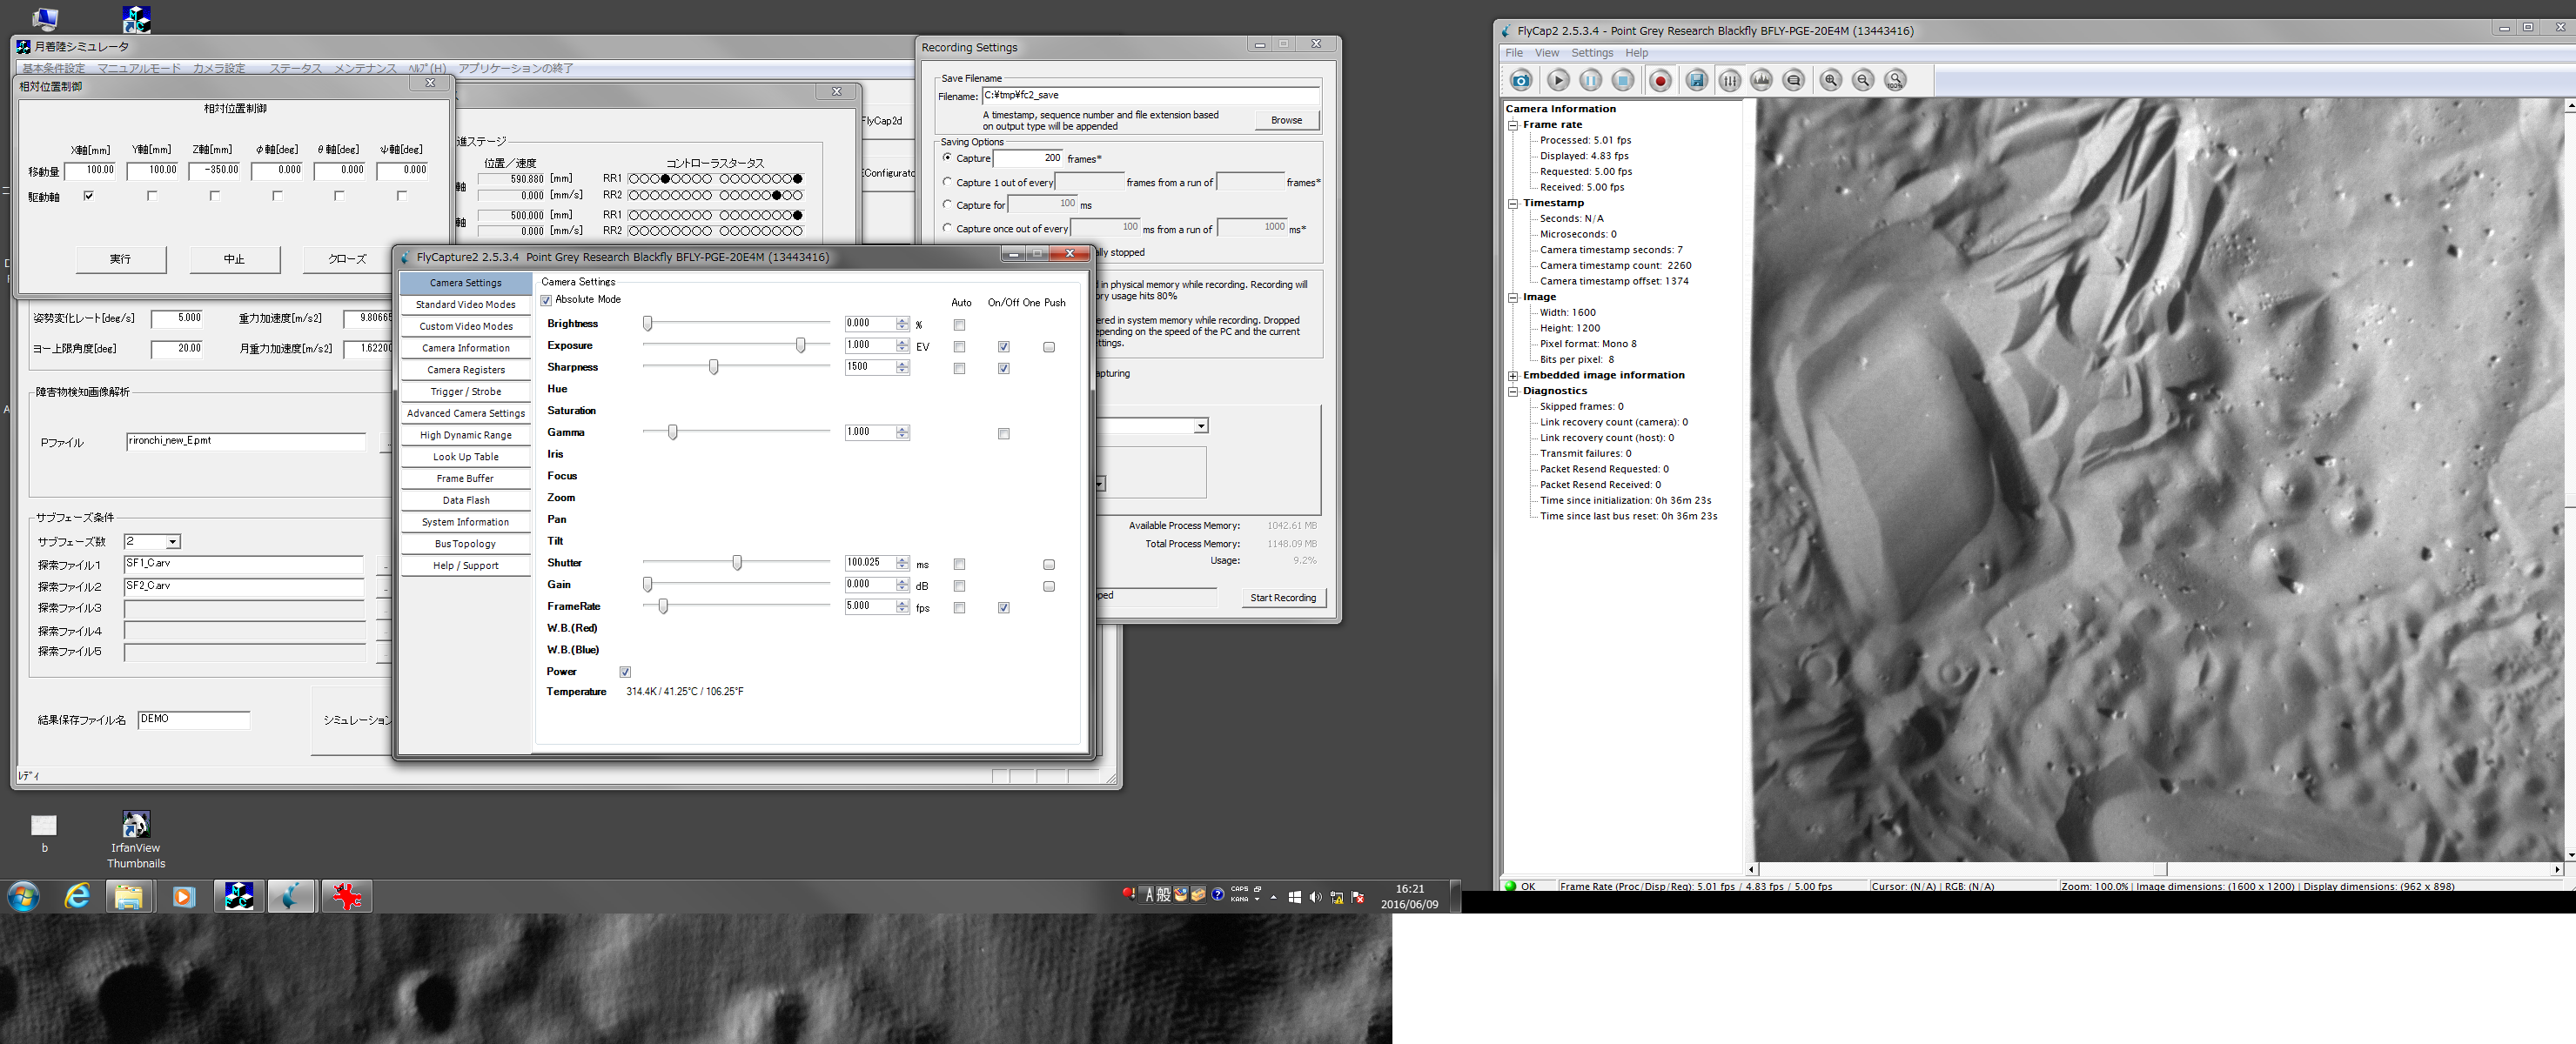 月着陸シミュレータ
基本条件設定 マニュアルモード カメラ設定 ステータス メンテナンス ﾍﾙﾌﾟ(H) アプリケーションの終了
相対位置制御
相対位置制御
X軸[mm] Y軸[mm] Z軸[mm] φ軸[deg] θ軸[deg] ψ軸[deg]
移動量 100.00 100.00 -350.00 0.000 0.000 0.000
駆動軸
実行 中止 クローズ
進ステージ
位置／速度 コントローラスタータス
軸 590.880 [mm] RR1
0.000 [mm/s] RR2
軸 500.000 [mm] RR1
0.000 [mm/s] RR2
FlyCap2d
EConfigurato
姿勢変化レート[deg/s] 5.000 重力加速度[m/s2] 9.80665
ヨー上限角度[deg] 20.00 月重力加速度[m/s2] 1.62200
障害物検知画像解析
Pファイル rironchi_new_E.pmt
サブフェーズ条件
サブフェーズ数 2
探索ファイル1 SF1_C.arv
探索ファイル2 SF2_C.arv
探索ファイル3
探索ファイル4
探索ファイル5
結果保存ファイル名 DEMO
シミュレーション
ﾚﾃﾞｨ
FlyCapture2 2.5.3.4 Point Grey Research Blackfly BFLY-PGE-20E4M (13443416)
Camera Settings
Standard Video Modes
Custom Video Modes
Camera Information
Camera Registers
Trigger / Strobe
Advanced Camera Settings
High Dynamic Range
Look Up Table
Frame Buffer
Data Flash
System Information
Bus Topology
Help / Support
Camera Settings
Absolute Mode
Auto On/Off One Push
Brightness 0.000 %
Exposure 1.000 EV
Sharpness 1500
Hue
Saturation
Gamma 1.000
Iris
Focus
Zoom
Pan
Tilt
Shutter 100.025 ms
Gain 0.000 dB
FrameRate 5.000 fps
W.B.(Red)
W.B.(Blue)
Power
Temperature 314.4K / 41.25°C / 106.25°F
Recording Settings
Save Filename
Filename: C:¥tmp¥fc2_save
A timestamp, sequence number and file extension based
on output type will be appended
Browse
Saving Options
Capture 200 frames*
Capture 1 out of every frames from a run of frames*
Capture for 100 ms
Capture once out of every 100 ms from a run of 1000 ms*
ally stopped
d in physical memory while recording. Recording will
ory usage hits 80%
ered in system memory while recording. Dropped
epending on the speed of the PC and the current
ettings.
apturing
Available Process Memory: 1042.61 MB
Total Process Memory: 1148.09 MB
Usage: 9.2%
pped
Start Recording
FlyCap2 2.5.3.4 - Point Grey Research Blackfly BFLY-PGE-20E4M (13443416)
File View Settings Help
100%
Camera Information
Frame rate
Processed: 5.01 fps
Displayed: 4.83 fps
Requested: 5.00 fps
Received: 5.00 fps
Timestamp
Seconds: N/A
Microseconds: 0
Camera timestamp seconds: 7
Camera timestamp count: 2260
Camera timestamp offset: 1374
Image
Width: 1600
Height: 1200
Pixel format: Mono 8
Bits per pixel: 8
Embedded image information
Diagnostics
Skipped frames: 0
Link recovery count (camera): 0
Link recovery count (host): 0
Transmit failures: 0
Packet Resend Requested: 0
Packet Resend Received: 0
Time since initialization: 0h 36m 23s
Time since last bus reset: 0h 36m 23s
OK Frame Rate (Proc/Disp/Req): 5.01 fps / 4.83 fps / 5.00 fps Cursor: (N/A) | RGB: (N/A) Zoom: 100.0% | Image dimensions: (1600 x 1200) | Display dimensions: (962 x 898)
b
IrfanView
Thumbnails
A 般 CAPS KANA
16:21
2016/06/09